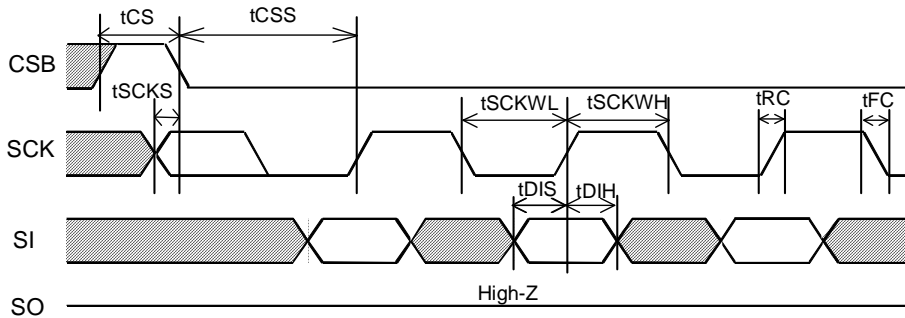 tCS tCSS
CSB
tSCKS tSCKWL tSCKWH tRC tFC
SCK
tDIS tDIH
SI
High-Z
SO